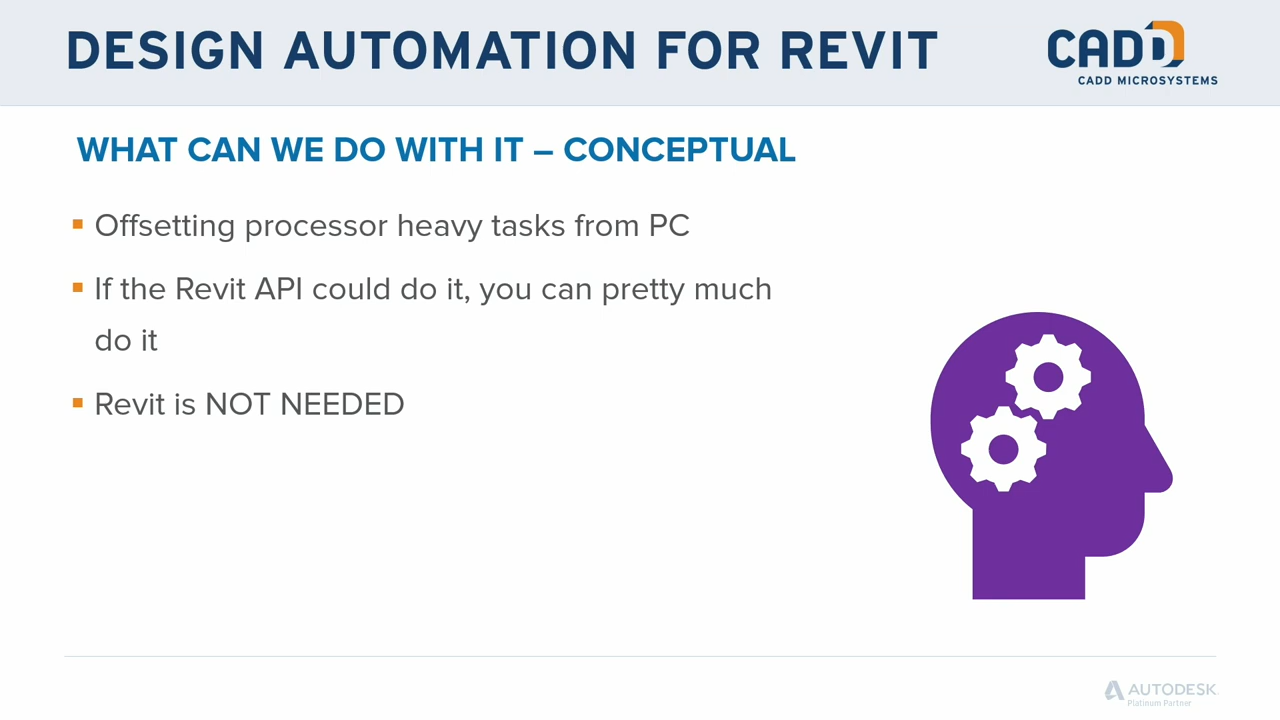 DESIGN AUTOMATION FOR REVIT
CADD
CADD MICROSYSTEMS
WHAT CAN WE DO WITH IT – CONCEPTUAL
Offsetting processor heavy tasks from PC
If the Revit API could do it, you can pretty much
do it
Revit is NOT NEEDED
AUTODESK
Platinum Partner